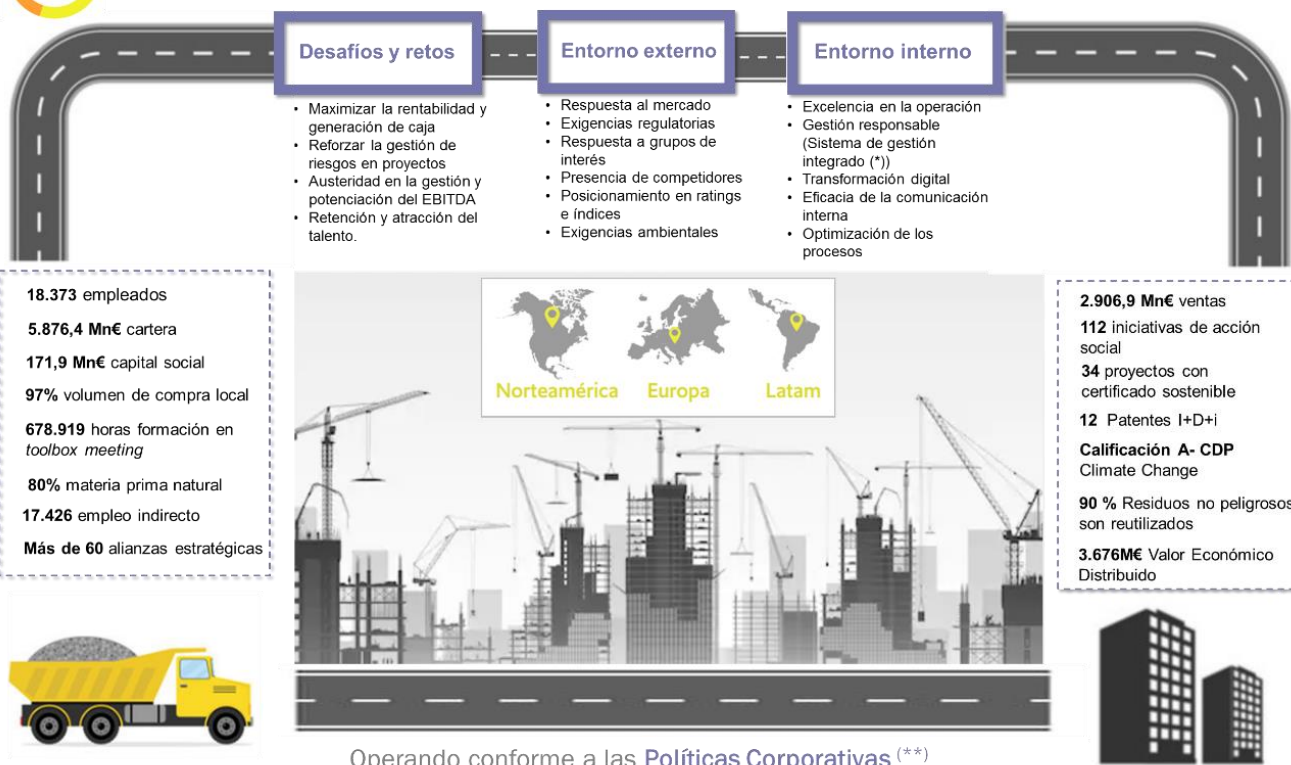 Desafíos y retos
• Maximizar la rentabilidad y
generación de caja
• Reforzar la gestión de
riesgos en proyectos
• Austeridad en la gestión y
potenciación del EBITDA
• Retención y atracción del
talento.
Entorno externo
• Respuesta al mercado
• Exigencias regulatorias
• Respuesta a grupos de
interés
• Presencia de competidores
• Posicionamiento en ratings
e índices
• Exigencias ambientales
Entorno interno
• Excelencia en la operación
• Gestión responsable
(Sistema de gestión
integrado (*))
• Transformación digital
• Eficacia de la comunicación
interna
• Optimización de los
procesos
18.373 empleados
5.876,4 Mn€ cartera
171,9 Mn€ capital social
97% volumen de compra local
678.919 horas formación en
toolbox meeting
80% materia prima natural
17.426 empleo indirecto
Más de 60 alianzas estratégicas
Norteamérica
Europa
Latam
2.906,9 Mn€ ventas
112 iniciativas de acción
social
34 proyectos con
certificado sostenible
12 Patentes I+D+i
Calificación A- CDP
Climate Change
90 % Residuos no peligrosos
son reutilizados
3.676M€ Valor Económico
Distribuido
Operando conforme a las Políticas Corporativas (**)